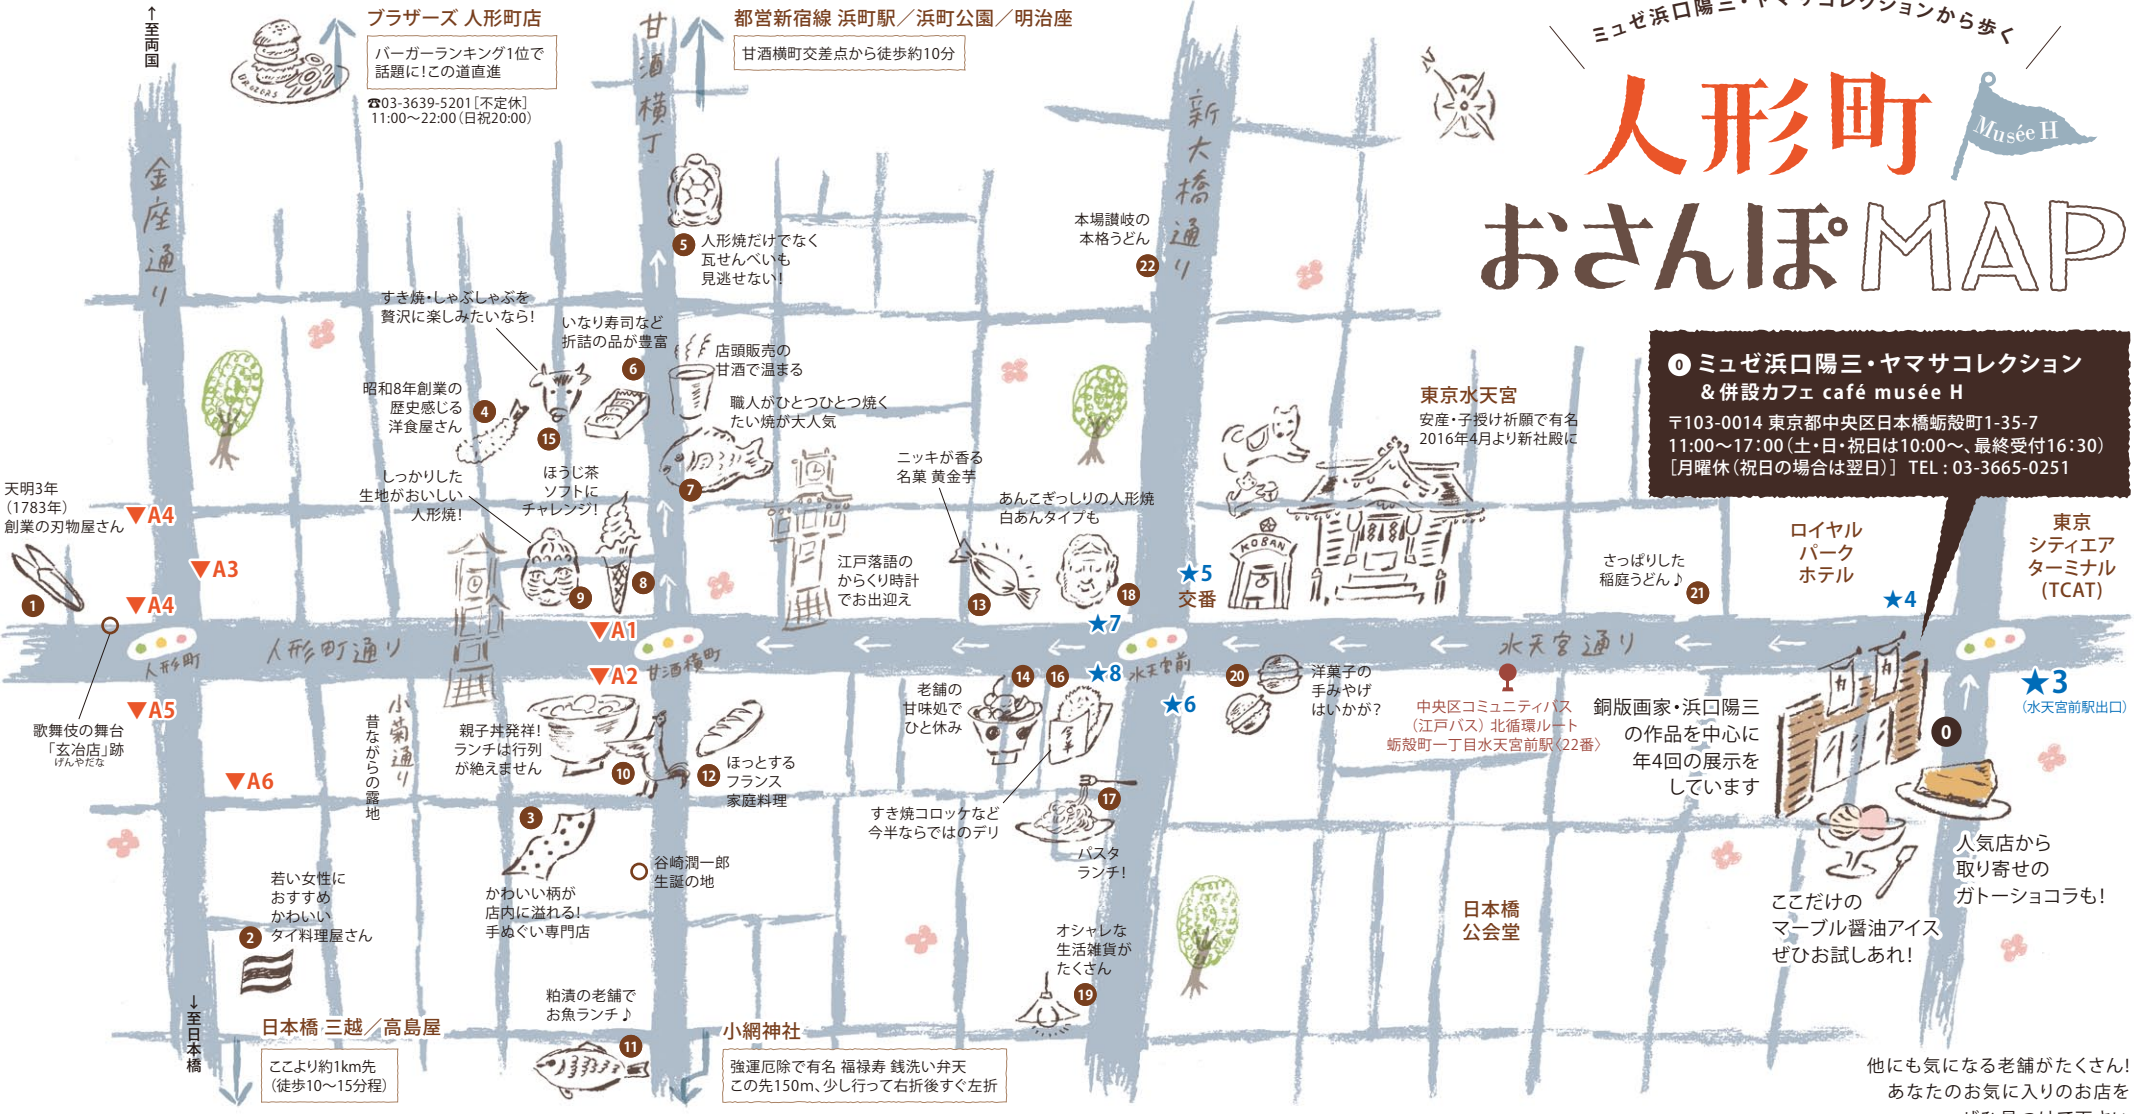 ミュゼ浜口陽三・ヤマサコレクションから歩く
人形町
Musée H
おさんぽMAP
↑至両国
ブラザーズ 人形町店
バーガーランキング1位で
話題に!この道直進
☎03-3639-5201[不定休]
11:00〜22:00(日祝20:00)
BROZERS
甘酒横丁
都営新宿線 浜町駅／浜町公園／明治座
甘酒横町交差点から徒歩約10分
N
金座通り
新大橋通り
5
人形焼だけでなく
瓦せんべいも
見逃せない!
本場讃岐の
本格うどん
22
すき焼・しゃぶしゃぶを
贅沢に楽しみたいなら!
15
いなり寿司など
折詰の品が豊富
6
店頭販売の
甘酒で温まる
職人がひとつひとつ焼く
たい焼が大人気
7
昭和8年創業の
歴史感じる
洋食屋さん
4
しっかりした
生地がおいしい
人形焼!
9
ほうじ茶
ソフトに
チャレンジ!
8
ニッキが香る
名菓 黄金芋
13
あんこぎっしりの人形焼
白あんタイプも
18
江戸落語の
からくり時計
でお出迎え
東京水天宮
安産・子授け祈願で有名
2016年4月より新社殿に
KOBAN
★5
交番
0 ミュゼ浜口陽三・ヤマサコレクション
＆併設カフェ café musée H
〒103-0014 東京都中央区日本橋蛎殻町1-35-7
11:00〜17:00(土・日・祝日は10:00〜、最終受付16:30)
[月曜休(祝日の場合は翌日)] TEL : 03-3665-0251
天明3年
(1783年)
創業の刃物屋さん
1
▼A4
▼A3
▼A4
さっぱりした
稲庭うどん♪
21
ロイヤル
パーク
ホテル
★4
東京
シティエア
ターミナル
(TCAT)
人形町
人形町通り
▼A1
▼A2
甘酒横町
★7
★8
水天宮前
★6
水天宮通り
▼A5
▼A6
歌舞伎の舞台
「玄冶店」跡
げんやだな
小菊通り
昔ながらの露地
親子丼発祥!
ランチは行列
が絶えません
10
12
ほっとする
フランス
家庭料理
老舗の
甘味処で
ひと休み
14
16
今半
すき焼コロッケなど
今半ならではのデリ
17
パスタ
ランチ!
20
洋菓子の
手みやげ
はいかが?
中央区コミュニティバス
(江戸バス) 北循環ルート
蛎殻町一丁目水天宮前駅〈22番〉
銅版画家・浜口陽三
の作品を中心に
年4回の展示を
しています
0
★3
(水天宮前駅出口)
3
かわいい柄が
店内に溢れる!
手ぬぐい専門店
谷崎潤一郎
生誕の地
若い女性に
おすすめ
かわいい
タイ料理屋さん
2
日本橋
公会堂
ここだけの
マーブル醤油アイス
ぜひお試しあれ!
人気店から
取り寄せの
ガトーショコラも!
オシャレな
生活雑貨が
たくさん
19
↓至日本橋
日本橋 三越／高島屋
ここより約1km先
(徒歩10〜15分程)
粕漬の老舗で
お魚ランチ♪
11
小網神社
強運厄除で有名 福禄寿 銭洗い弁天
この先150m、少し行って右折後すぐ左折
他にも気になる老舗がたくさん!
あなたのお気に入りのお店を